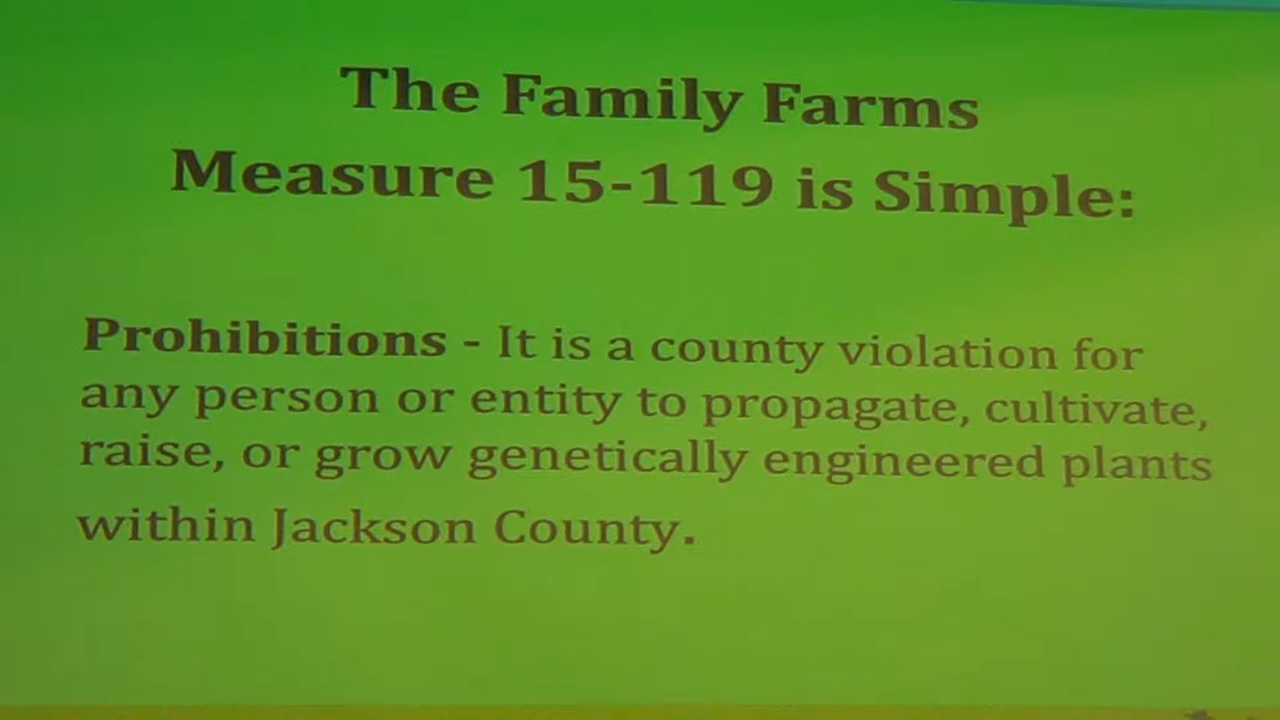 The Family Farms
Measure 15-119 is Simple:
Prohibitions - It is a county violation for
any person or entity to propagate, cultivate,
raise, or grow genetically engineered plants
within Jackson County.